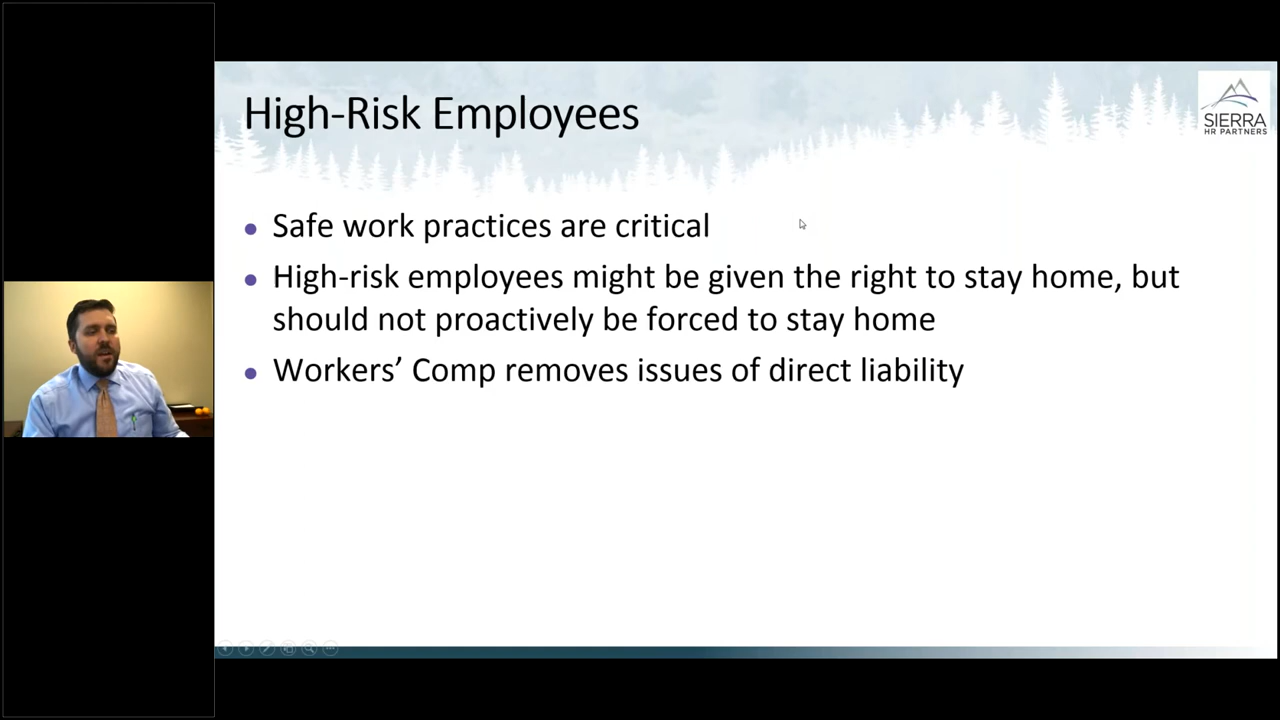 High-Risk Employees
SIERRA
HR PARTNERS
Safe work practices are critical
High-risk employees might be given the right to stay home, but
should not proactively be forced to stay home
Workers’ Comp removes issues of direct liability